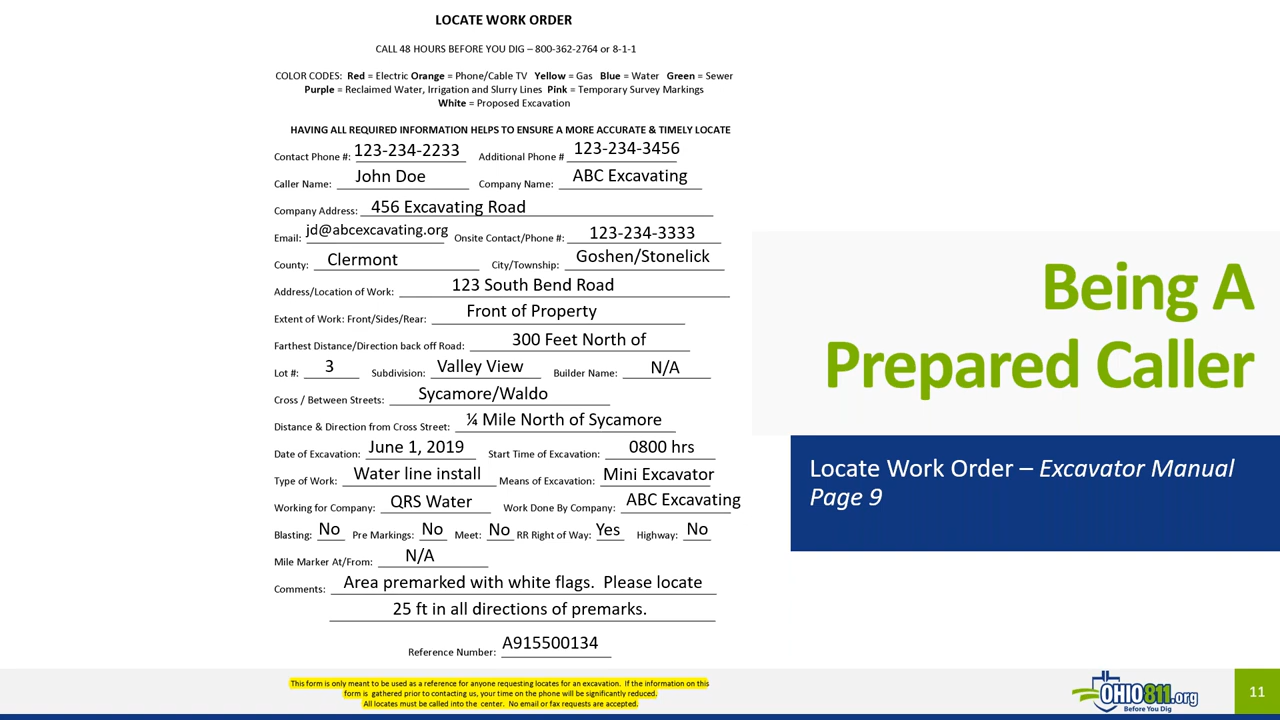 LOCATE WORK ORDER
CALL 48 HOURS BEFORE YOU DIG – 800-362-2764 or 8-1-1
COLOR CODES: Red = Electric Orange = Phone/Cable TV Yellow = Gas Blue = Water Green = Sewer
Purple = Reclaimed Water, Irrigation and Slurry Lines Pink = Temporary Survey Markings
White = Proposed Excavation
HAVING ALL REQUIRED INFORMATION HELPS TO ENSURE A MORE ACCURATE & TIMELY LOCATE
Contact Phone #: 123-234-2233 Additional Phone # 123-234-3456
Caller Name: John Doe Company Name: ABC Excavating
Company Address: 456 Excavating Road
Email: jd@abcexcavating.org Onsite Contact/Phone #: 123-234-3333
County: Clermont City/Township: Goshen/Stonelick
Address/Location of Work: 123 South Bend Road
Extent of Work: Front/Sides/Rear: Front of Property
Farthest Distance/Direction back off Road: 300 Feet North of
Lot #: 3 Subdivision: Valley View Builder Name: N/A
Cross / Between Streets: Sycamore/Waldo
Distance & Direction from Cross Street: ¼ Mile North of Sycamore
Date of Excavation: June 1, 2019 Start Time of Excavation: 0800 hrs
Type of Work: Water line install Means of Excavation: Mini Excavator
Working for Company: QRS Water Work Done By Company: ABC Excavating
Blasting: No Pre Markings: No Meet: No RR Right of Way: Yes Highway: No
Mile Marker At/From: N/A
Comments: Area premarked with white flags. Please locate
25 ft in all directions of premarks.
Reference Number: A915500134
This form is only meant to be used as a reference for anyone requesting locates for an excavation. If the information on this
form is gathered prior to contacting us, your time on the phone will be significantly reduced.
All locates must be called into the center. No email or fax requests are accepted.
Being A
Prepared Caller
Locate Work Order – Excavator Manual
Page 9
OHIO811.org
Before You Dig
11